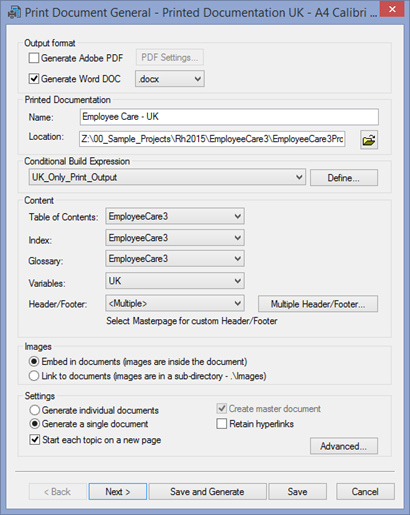 Print Document General - Printed Documentation UK - A4 Calibri ...
Output format
Generate Adobe PDF
PDF Settings...
Generate Word DOC
.docx
Printed Documentation
Name:
Employee Care - UK
Location:
Z:\00_Sample_Projects\Rh2015\EmployeeCare3\EmployeeCare3Pro
Conditional Build Expression
UK_Only_Print_Output
Define...
Content
Table of Contents:
EmployeeCare3
Index:
EmployeeCare3
Glossary:
EmployeeCare3
Variables:
UK
Header/Footer:
<Multiple>
Multiple Header/Footer...
Select Masterpage for custom Header/Footer
Images
Embed in documents (images are inside the document)
Link to documents (images are in a sub-directory - .\Images)
Settings
Generate individual documents
Create master document
Generate a single document
Retain hyperlinks
Start each topic on a new page
Advanced...
< Back
Next >
Save and Generate
Save
Cancel